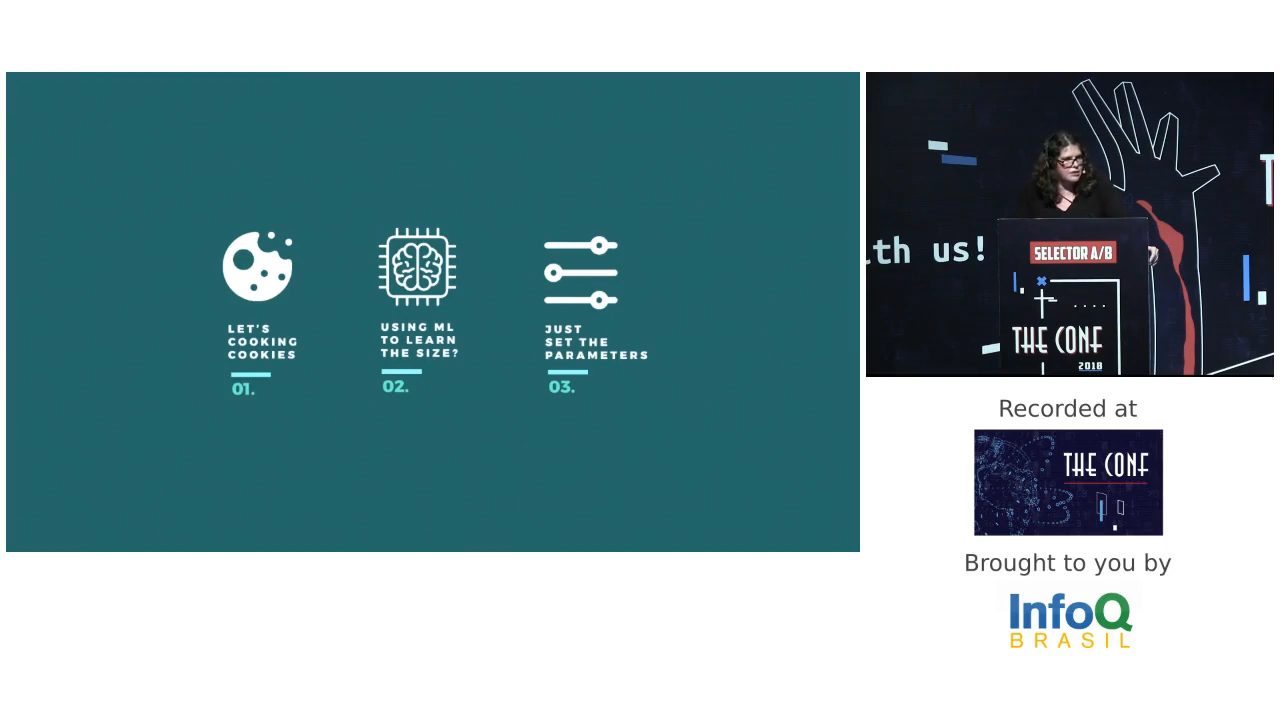 LET'S
COOKING
COOKIES
01.
USING ML
TO LEARN
THE SIZE?
02.
JUST
SET THE
PARAMETERS
03.
th us!
SELECTOR A/B
THE CONF
2018
Recorded at
THE CONF
Brought to you by
InfoQ
BRASIL